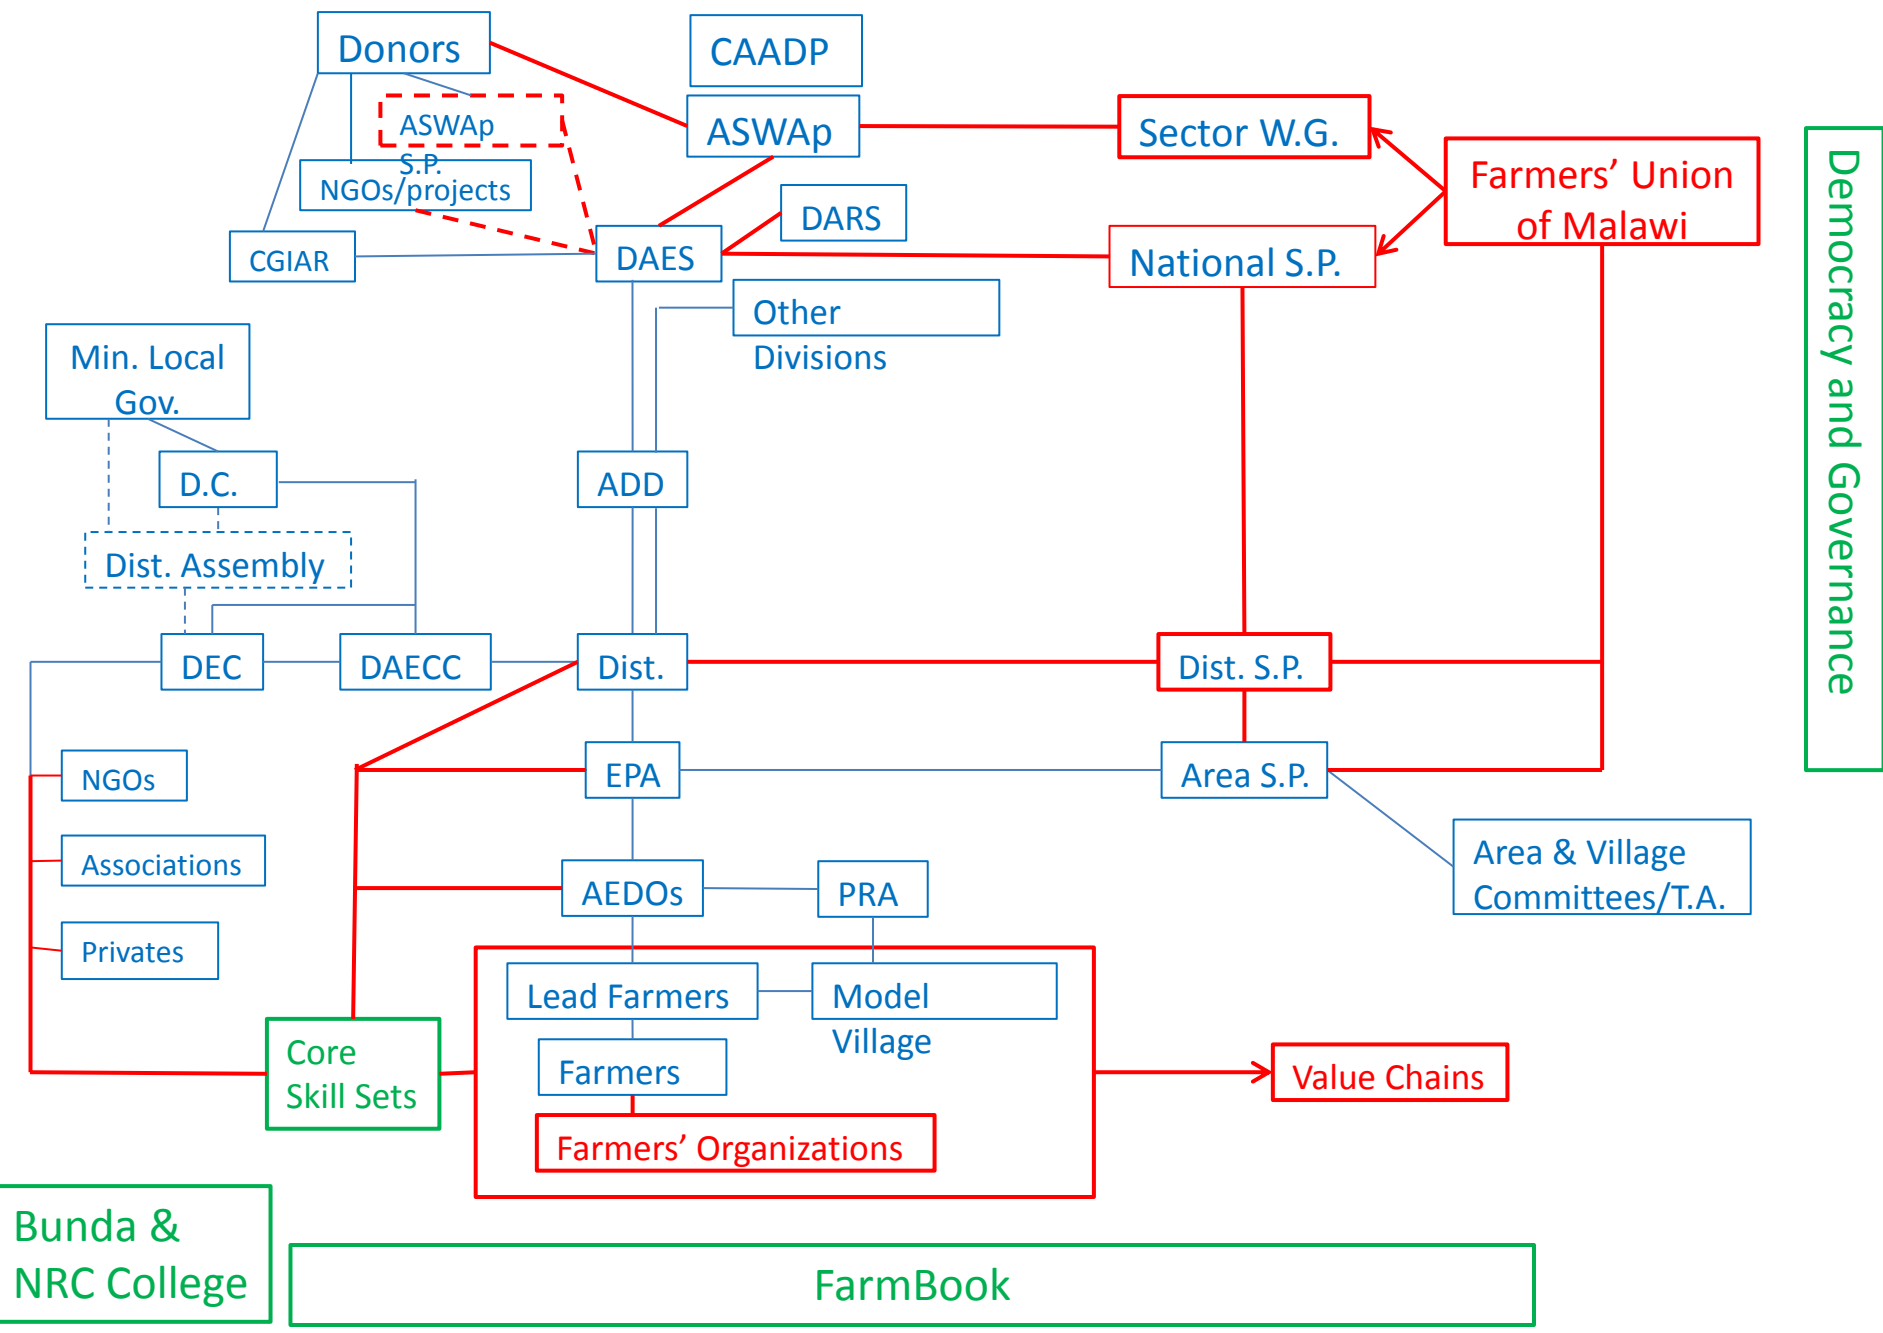 Donors
CAADP
ASWAp
S.P.
ASWAp
Sector W.G.
Farmers’ Union
of Malawi
NGOs/projects
DARS
CGIAR
DAES
National S.P.
Other
Divisions
Min. Local
Gov.
D.C.
ADD
Dist. Assembly
DEC
DAECC
Dist.
Dist. S.P.
NGOs
EPA
Area S.P.
Associations
AEDOs
PRA
Area & Village
Committees/T.A.
Privates
Lead Farmers
Model
Village
Core
Skill Sets
Farmers
Value Chains
Farmers’ Organizations
Bunda &
NRC College
FarmBook
Democracy and Governance